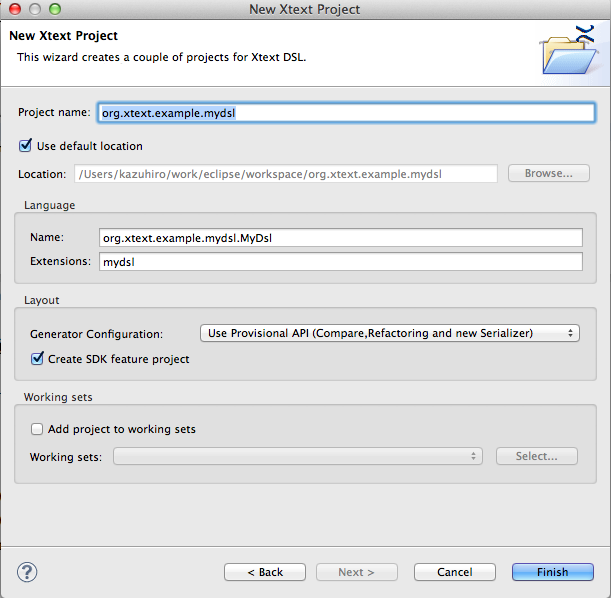 New Xtext Project
New Xtext Project
This wizard creates a couple of projects for Xtext DSL.
Project name: org.xtext.example.mydsl
Use default location
Location: /Users/kazuhiro/work/eclipse/workspace/org.xtext.example.mydsl Browse...
Language
Name: org.xtext.example.mydsl.MyDsl
Extensions: mydsl
Layout
Generator Configuration: Use Provisional API (Compare,Refactoring and new Serializer)
Create SDK feature project
Working sets
Add project to working sets
Working sets: Select...
? < Back Next > Cancel Finish